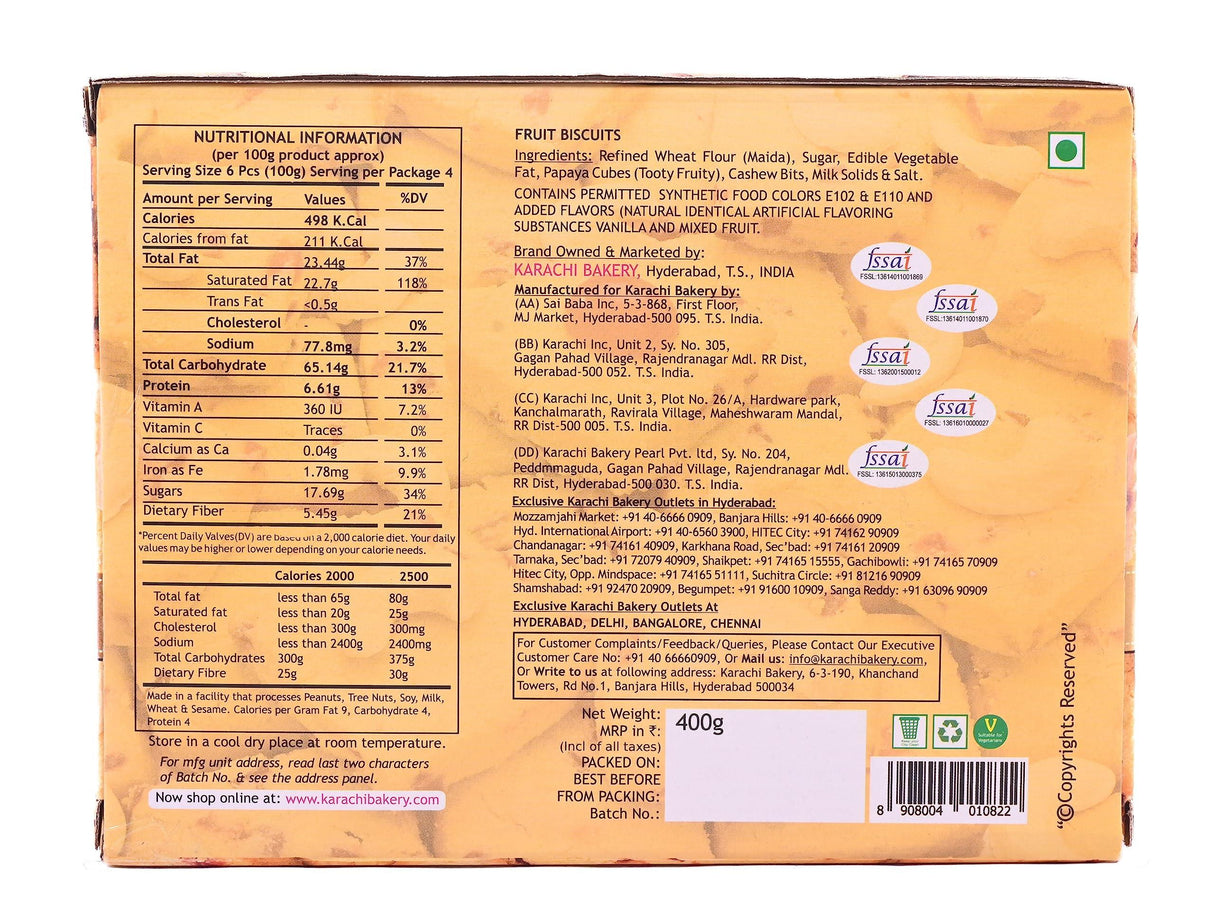 NUTRITIONAL INFORMATION
(per 100g product approx)
Serving Size 6 Pcs (100g) Serving per Package 4
Amount per Serving Values %DV
Calories 498 K.Cal
Calories from fat 211 K.Cal
Total Fat 23.44g 37%
Saturated Fat 22.7g 118%
Trans Fat <0.5g
Cholesterol - 0%
Sodium 77.8mg 3.2%
Total Carbohydrate 65.14g 21.7%
Protein 6.61g 13%
Vitamin A 360 IU 7.2%
Vitamin C Traces 0%
Calcium as Ca 0.04g 3.1%
Iron as Fe 1.78mg 9.9%
Sugars 17.69g 34%
Dietary Fiber 5.45g 21%
*Percent Daily Valves(DV) are based on a 2,000 calorie diet. Your daily
values may be higher or lower depending on your calorie needs.
Calories 2000 2500
Total fat less than 65g 80g
Saturated fat less than 20g 25g
Cholesterol less than 300g 300mg
Sodium less than 2400g 2400mg
Total Carbohydrates 300g 375g
Dietary Fibre 25g 30g
Made in a facility that processes Peanuts, Tree Nuts, Soy, Milk,
Wheat & Sesame. Calories per Gram Fat 9, Carbohydrate 4,
Protein 4
Store in a cool dry place at room temperature.
For mfg unit address, read last two characters
of Batch No. & see the address panel.
Now shop online at: www.karachibakery.com
FRUIT BISCUITS
Ingredients: Refined Wheat Flour (Maida), Sugar, Edible Vegetable
Fat, Papaya Cubes (Tooty Fruity), Cashew Bits, Milk Solids & Salt.
CONTAINS PERMITTED SYNTHETIC FOOD COLORS E102 & E110 AND
ADDED FLAVORS (NATURAL IDENTICAL ARTIFICIAL FLAVORING
SUBSTANCES VANILLA AND MIXED FRUIT.
Brand Owned & Marketed by:
KARACHI BAKERY, Hyderabad, T.S., INDIA
Manufactured for Karachi Bakery by:
(AA) Sai Baba Inc, 5-3-868, First Floor,
MJ Market, Hyderabad-500 095. T.S. India.
(BB) Karachi Inc, Unit 2, Sy. No. 305,
Gagan Pahad Village, Rajendranagar Mdl. RR Dist,
Hyderabad-500 052. T.S. India.
(CC) Karachi Inc, Unit 3, Plot No. 26/A, Hardware park,
Kanchalmarath, Ravirala Village, Maheshwaram Mandal,
RR Dist-500 005. T.S. India.
(DD) Karachi Bakery Pearl Pvt. ltd, Sy. No. 204,
Peddmmaguda, Gagan Pahad Village, Rajendranagar Mdl.
RR Dist, Hyderabad-500 030. T.S. India.
fssai
FSSL:13614011001869
fssai
FSSL:13614011001870
fssai
FSSL: 1362001500012
fssai
FSSL: 13616010000027
fssai
FSSL: 13615013000375
Exclusive Karachi Bakery Outlets in Hyderabad:
Mozzamjahi Market: +91 40-6666 0909, Banjara Hills: +91 40-6666 0909
Hyd. International Airport: +91 40-6560 3900, HITEC City: +91 74162 90909
Chandanagar: +91 74161 40909, Karkhana Road, Sec'bad: +91 74161 20909
Tarnaka, Sec'bad: +91 72079 40909, Shaikpet: +91 74165 15555, Gachibowli: +91 74165 70909
Hitec City, Opp. Mindspace: +91 74165 51111, Suchitra Circle: +91 81216 90909
Shamshabad: +91 92470 20909, Begumpet: +91 91600 10909, Sanga Reddy: +91 63096 90909
Exclusive Karachi Bakery Outlets At
HYDERABAD, DELHI, BANGALORE, CHENNAI
For Customer Complaints/Feedback/Queries, Please Contact Our Executive
Customer Care No: +91 40 66660909, Or Mail us: info@karachibakery.com,
Or Write to us at following address: Karachi Bakery, 6-3-190, Khanchand
Towers, Rd No.1, Banjara Hills, Hyderabad 500034
Net Weight: 400g
MRP in ₹:
(Incl of all taxes)
PACKED ON:
BEST BEFORE
FROM PACKING:
Batch No.:
Keep your
City Clean
V
Suitable for
Vegetarians
8 908004 010822
"©Copyrights Reserved"